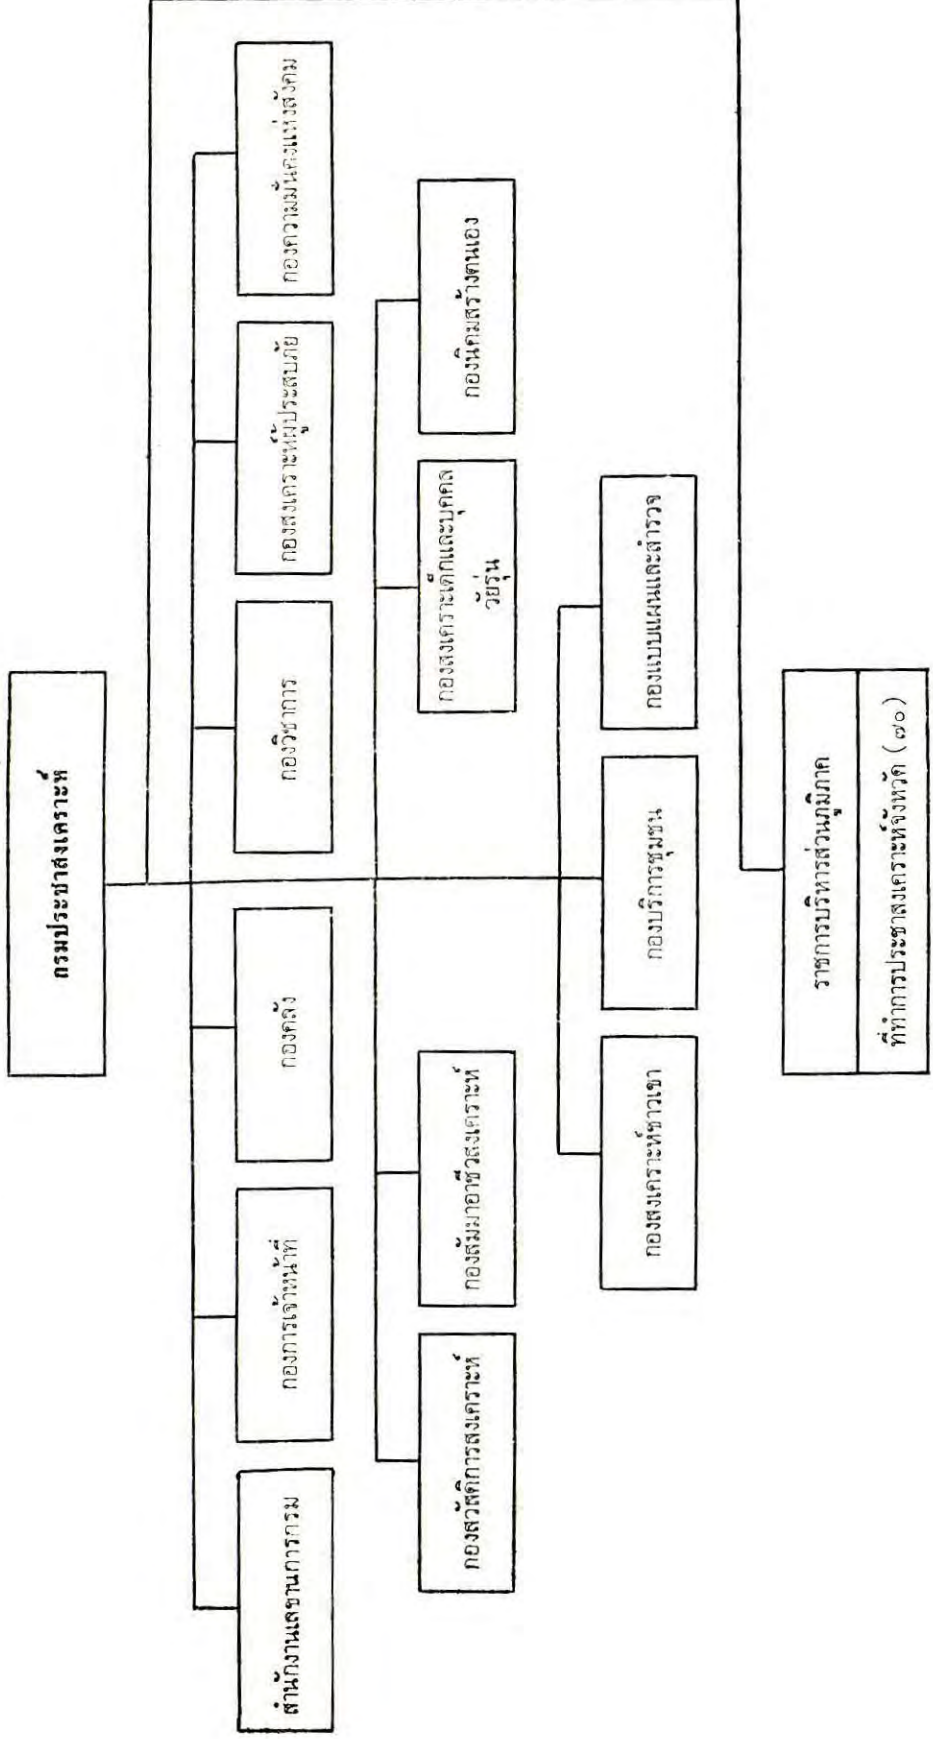 กรมประชาสงเคราะห์
สำนักงานเลขานุการกรม
กองการเจ้าหน้าที่
กองคลัง
กองวิชาการ
กองสงเคราะห์ผู้ประสบภัย
กองความมั่นคงแห่งสังคม
กองสวัสดิการสงเคราะห์
กองสัมมาอาชีวสงเคราะห์
กองสงเคราะห์เด็กและบุคคล
วัยรุ่น
กองนิคมสร้างตนเอง
กองสงเคราะห์ชาวเขา
กองบริการชุมชน
กองแบบแผนและสำรวจ
ราชการบริหารส่วนภูมิภาค
ที่ทำการประชาสงเคราะห์จังหวัด (๗๐)